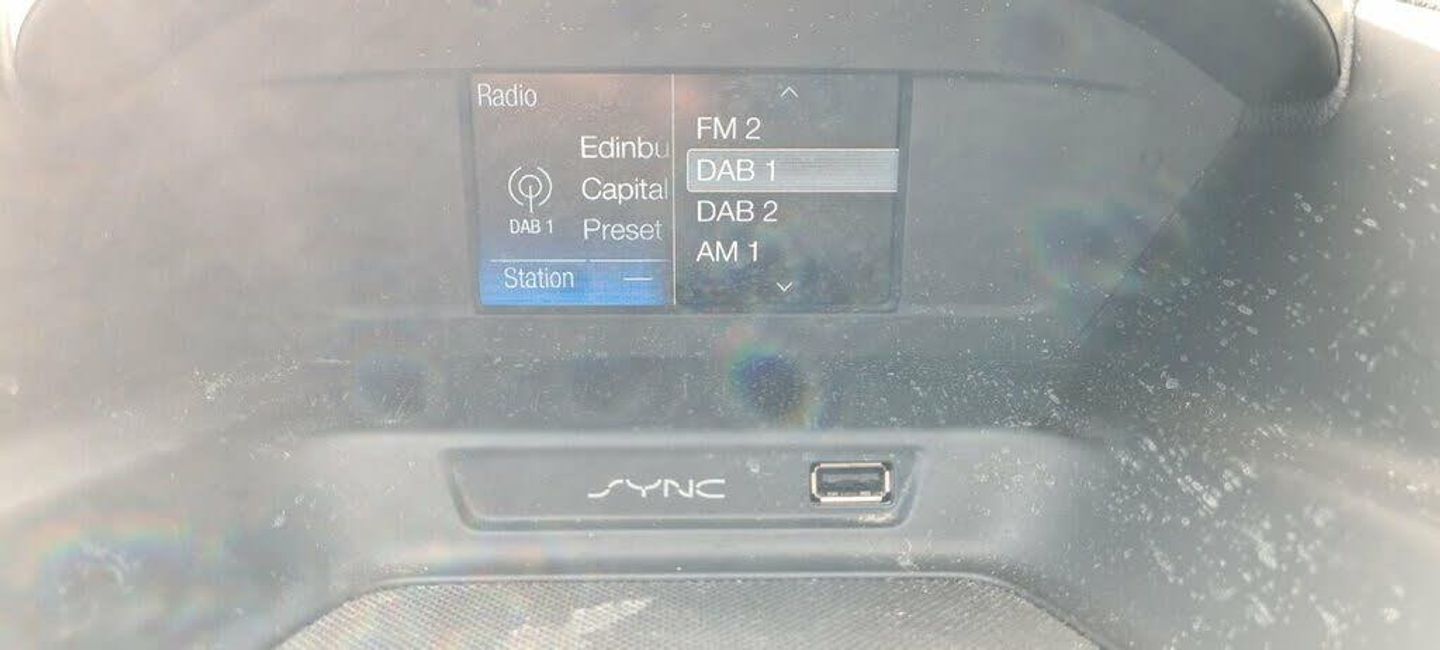 Radio
Edinbu
Capital
DAB 1
Preset
Station
FM 2
DAB 1
DAB 2
AM 1
SYNC